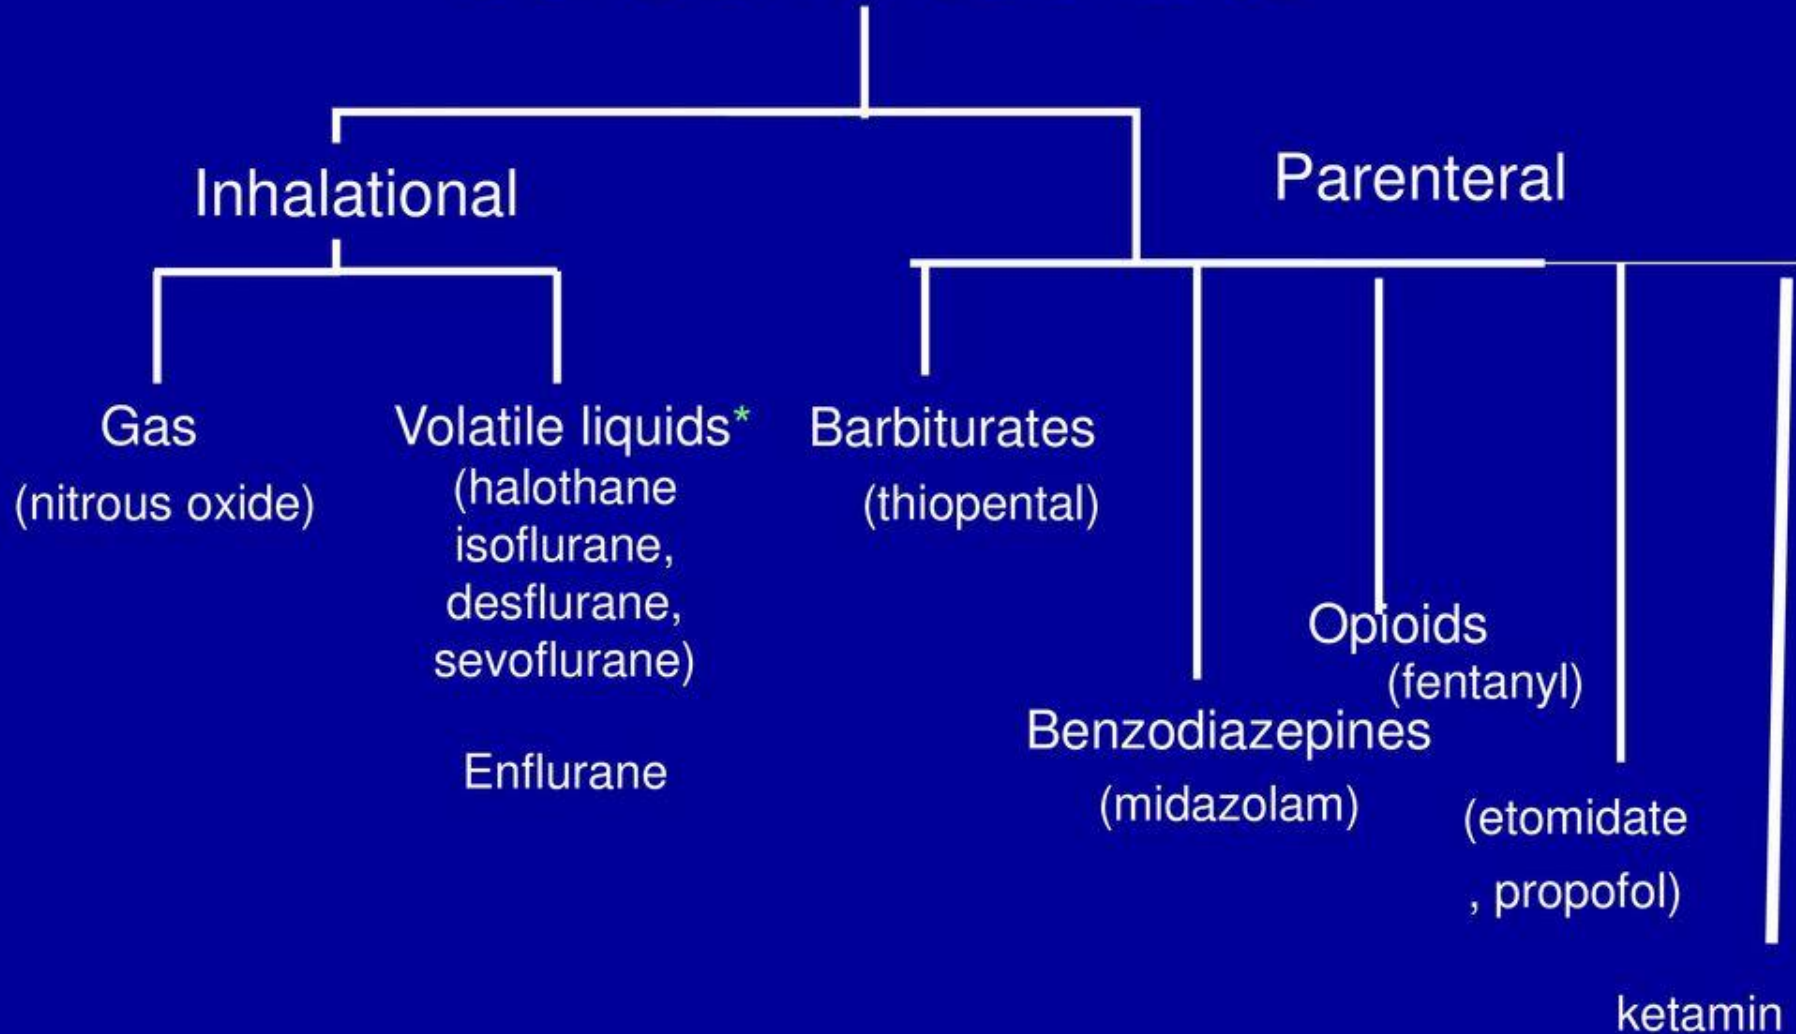 Inhalational
Parenteral
Gas
(nitrous oxide)
Volatile liquids*
(halothane
isoflurane,
desflurane,
sevoflurane)
Enflurane
Barbiturates
(thiopental)
Opioids
(fentanyl)
Benzodiazepines
(midazolam)
(etomidate
, propofol)
ketamin